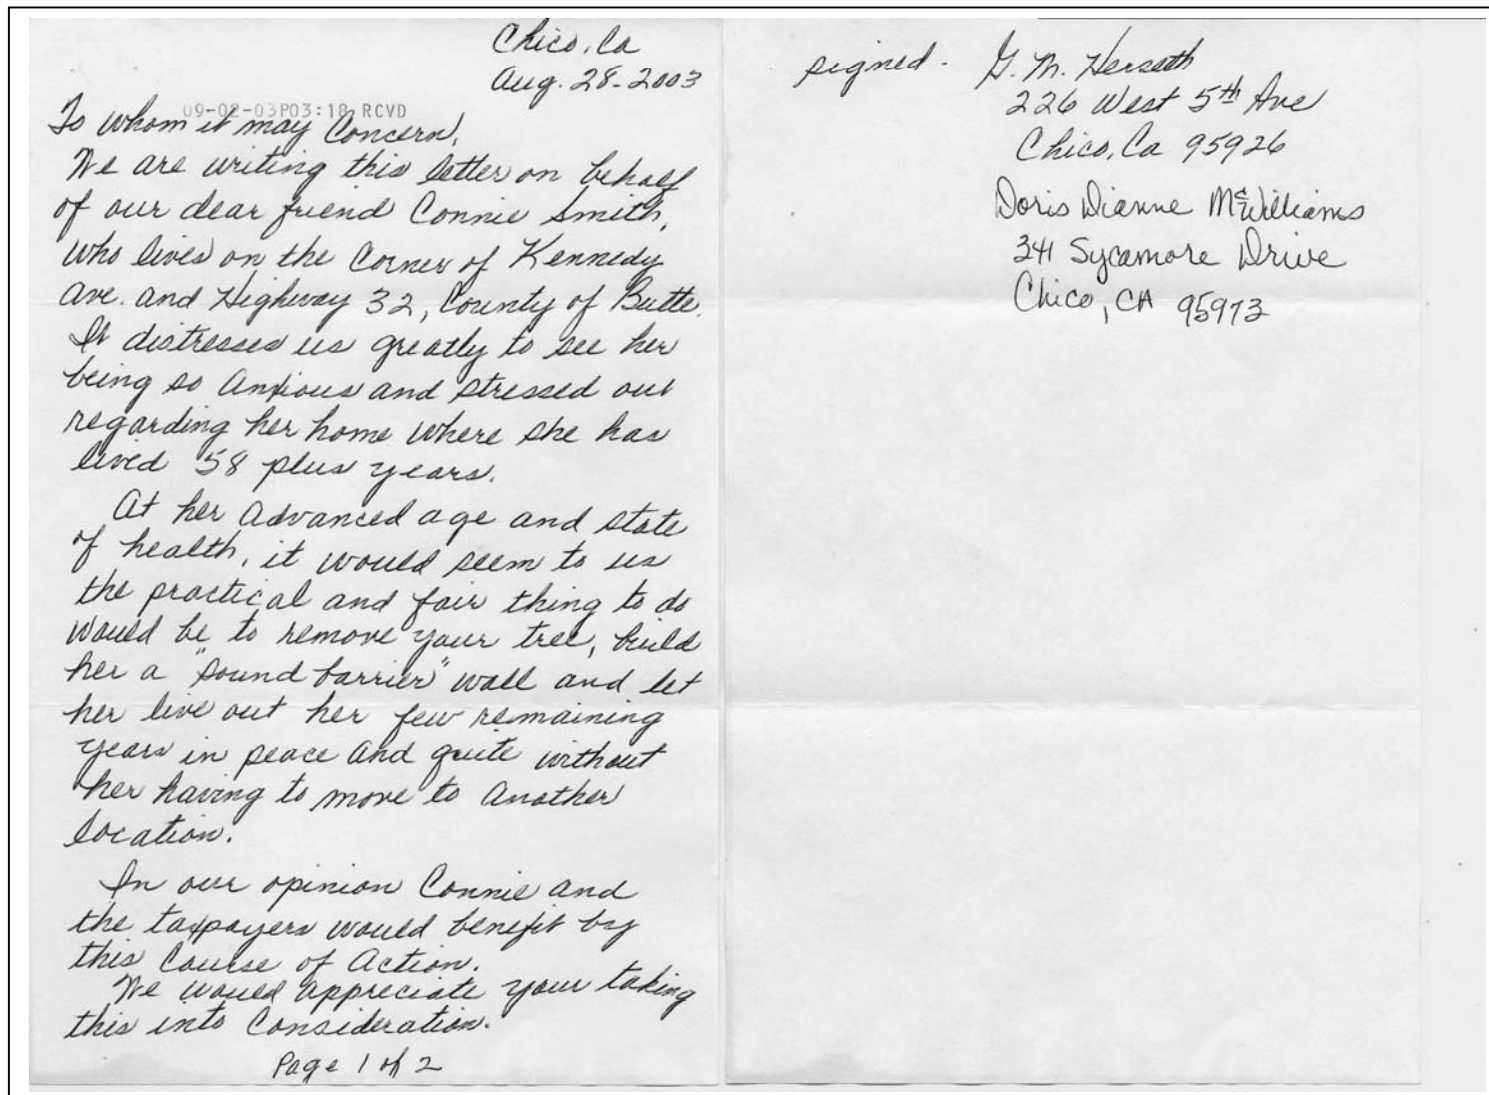 Chico, Ca
Aug. 28-2003
09-02-03P03:18 RCVD
To whom it may Concern,
We are writing this letter on behalf
of our dear friend Connie Smith,
who lives on the Corner of Kennedy
Ave. and Highway 32, County of Butte.
It distresses us greatly to see her
being so Anxious and stressed out
regarding her home where she has
lived 58 plus years.
At her advanced age and state
of health, it would seem to us
the practical and fair thing to do
would be to remove your tree, build
her a "sound barrier" wall and let
her live out her few remaining
years in peace and quite without
her having to move to another
location.
In our opinion Connie and
the taxpayers would benefit by
this Course of Action.
We would appreciate your taking
this into Consideration.
Page 1 of 2
signed - G. M. Herseth
226 West 5th Ave
Chico, Ca 95926
Doris Dianne McWilliams
341 Sycamore Drive
Chico, CA 95973